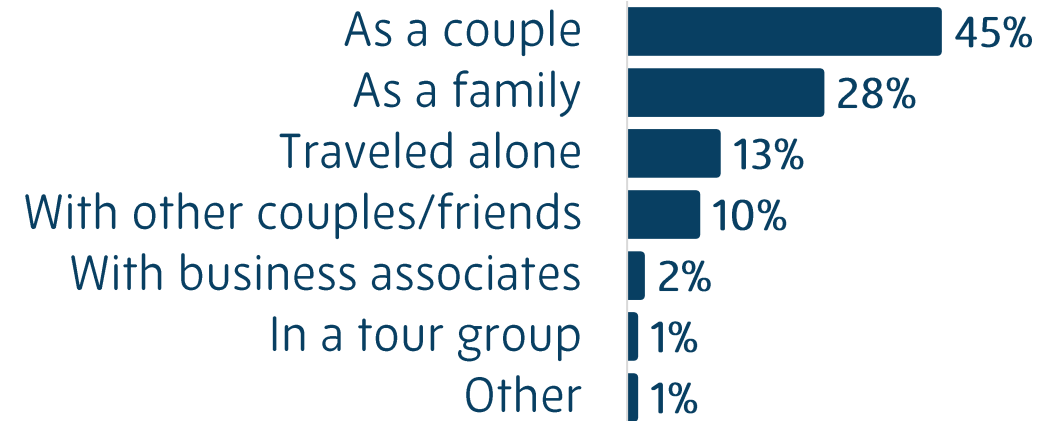 As a couple 45%
As a family 28%
Traveled alone 13%
With other couples/friends 10%
With business associates 2%
In a tour group 1%
Other 1%